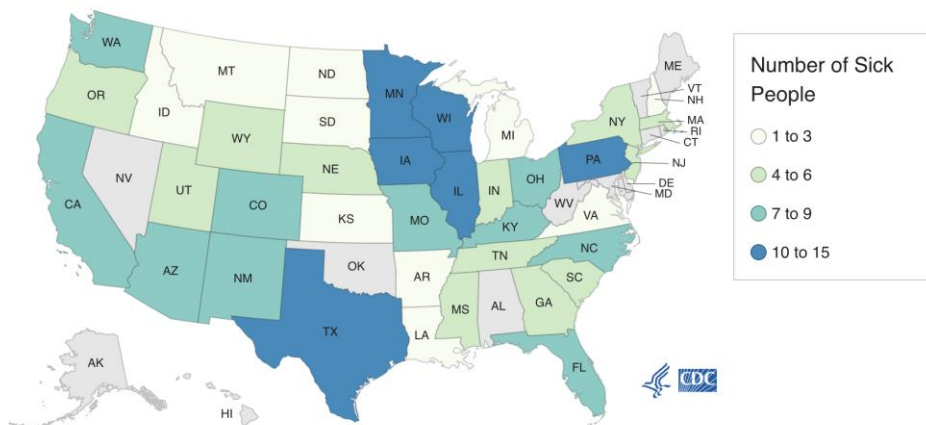 WA
OR
CA
NV
ID
MT
WY
UT
AZ
CO
NM
ND
SD
NE
KS
OK
TX
MN
IA
MO
AR
LA
WI
IL
MI
IN
OH
KY
TN
MS
AL
GA
FL
SC
NC
VA
WV
PA
NY
ME
VT
NH
MA
RI
CT
NJ
DE
MD
AK
HI
Number of Sick
People
1 to 3
4 to 6
7 to 9
10 to 15
CDC